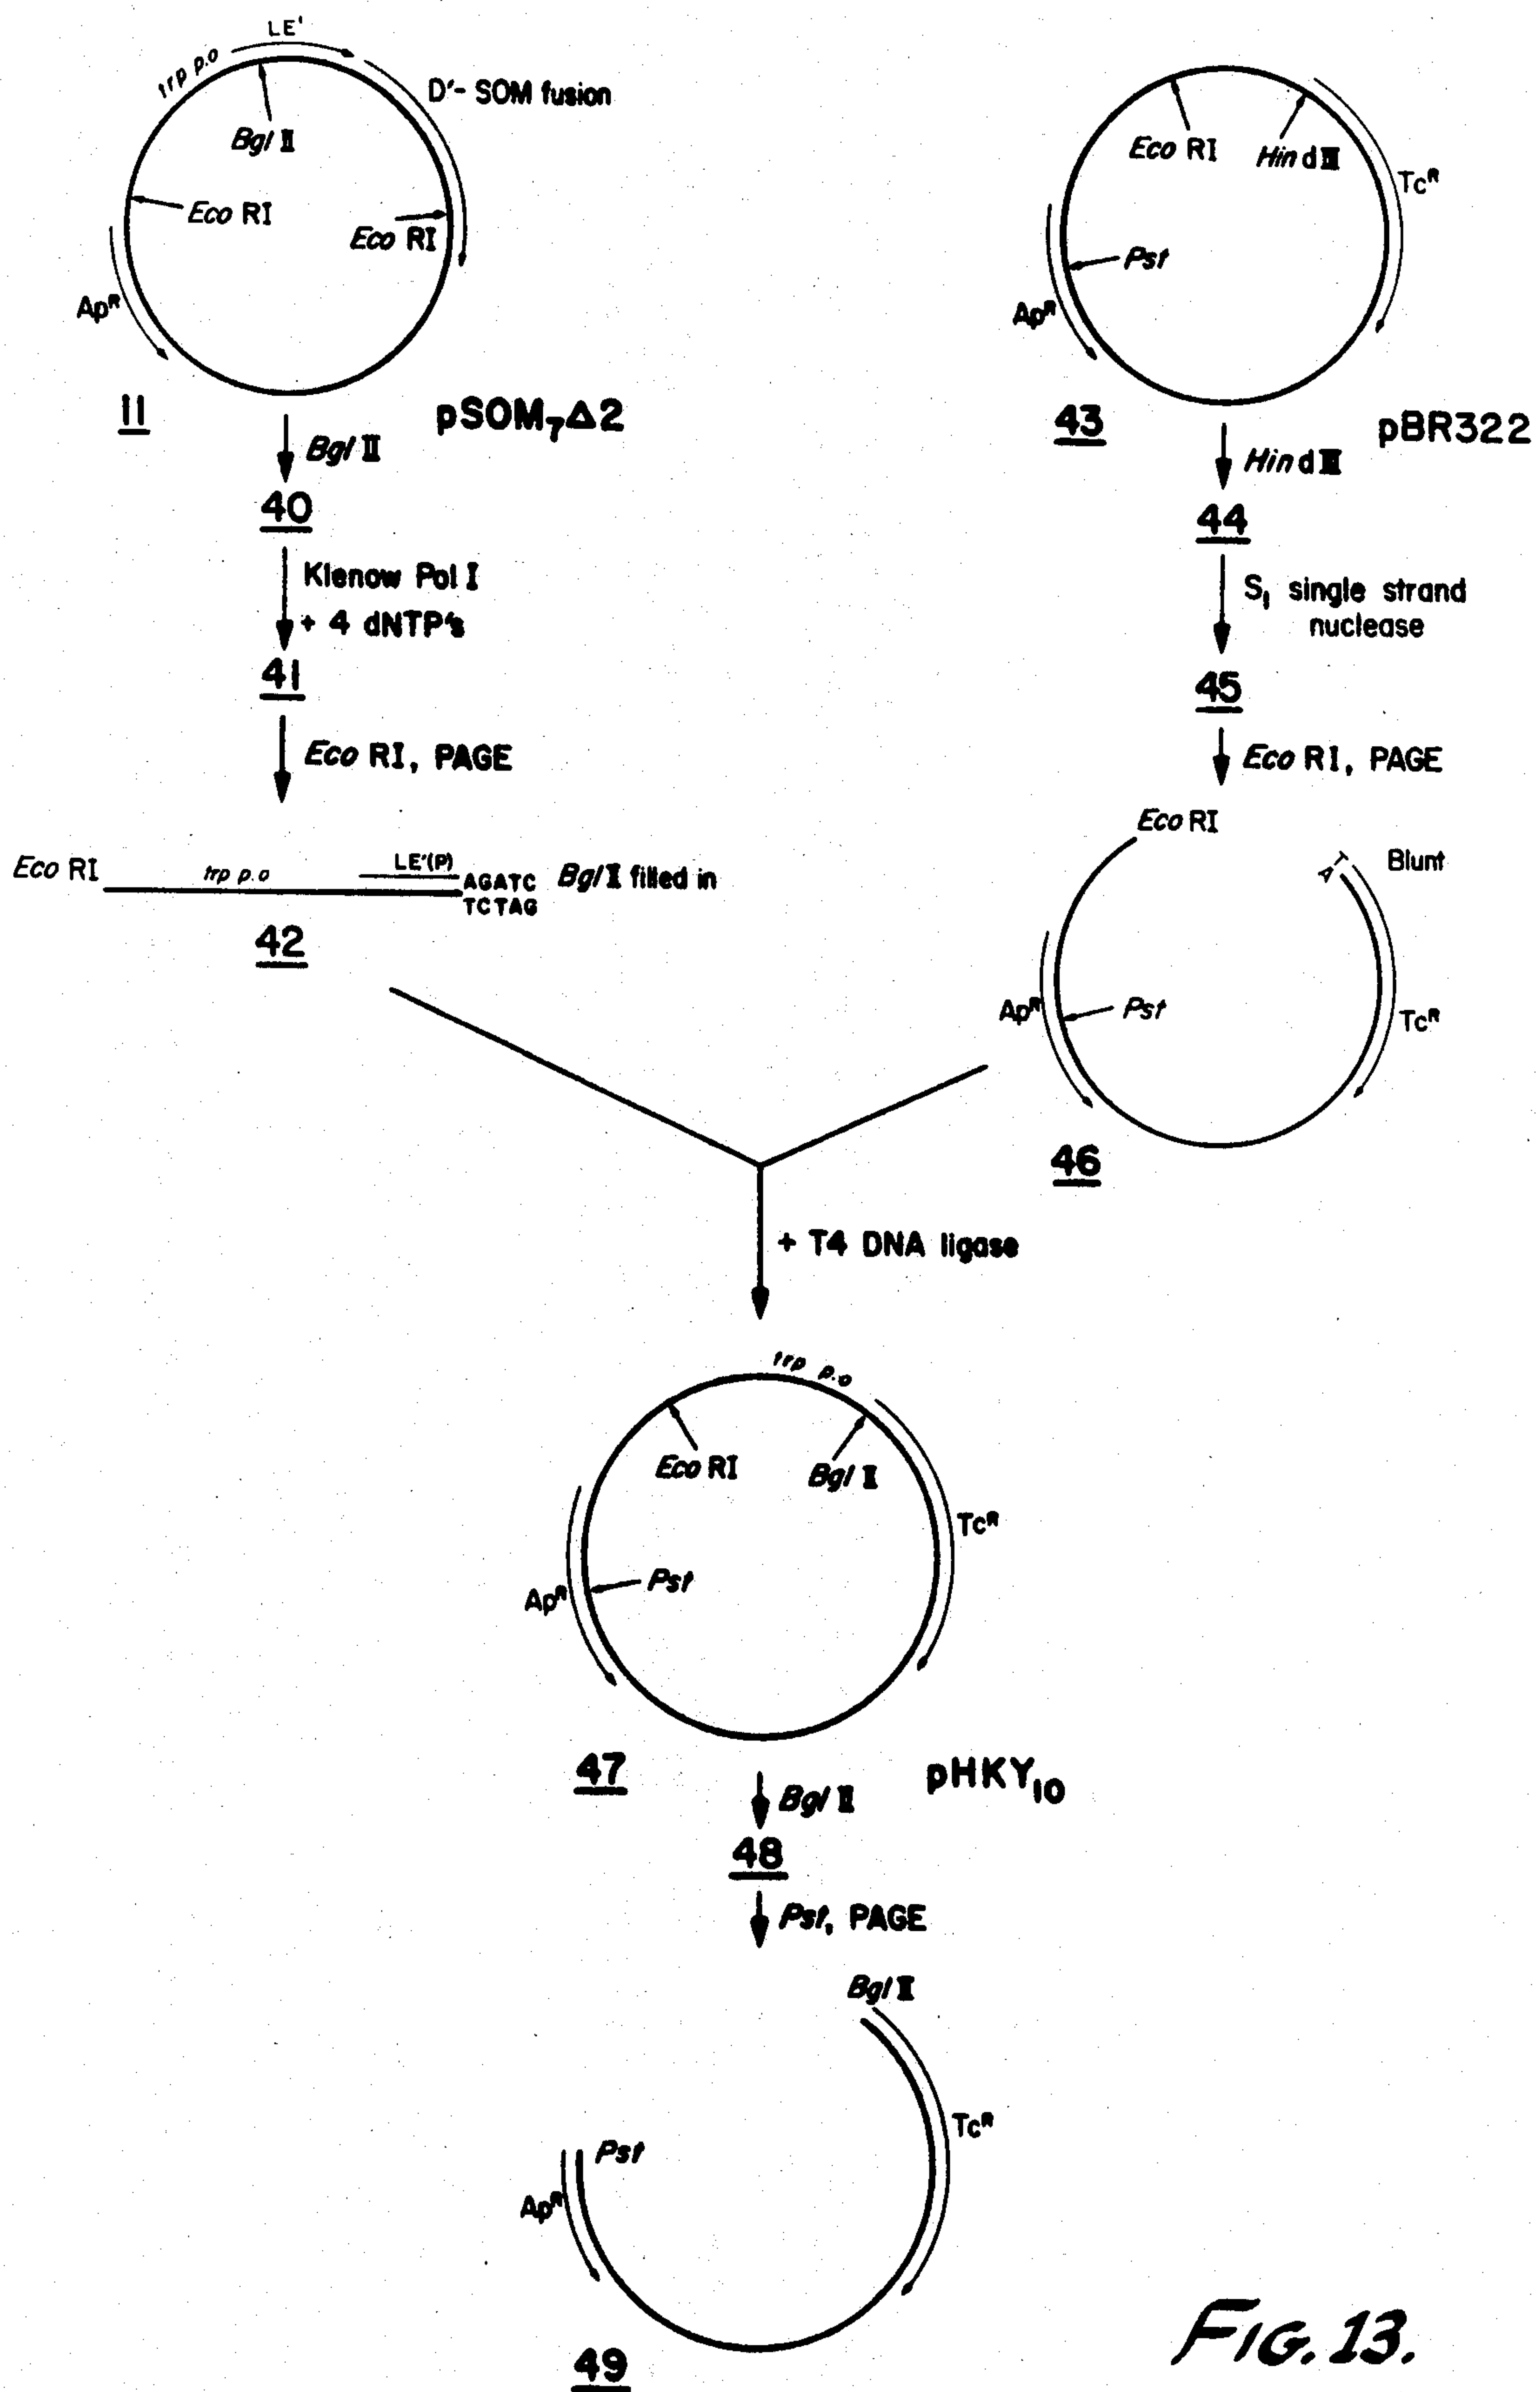 LE'
trp p.o
D'- SOM fusion
Bgl II
Eco RI
Eco RI
Ap^R
11
pSOM₇Δ2
Bgl II
40
Klenow Pol I
+ 4 dNTP's
41
Eco RI, PAGE
Eco RI
trp p.o
LE'(P)
AGATC
TCTAG
Bgl II filled in
42
Eco RI
Hind III
Tc^R
Pst
Ap^R
43
pBR322
Hind III
44
S₁ single strand
nuclease
45
Eco RI, PAGE
Eco RI
T
A
Blunt
Ap^R
Pst
Tc^R
46
+ T4 DNA ligase
trp p.o
Eco RI
Bgl II
Tc^R
Pst
Ap^R
47
pHKY₁₀
Bgl II
48
Pst, PAGE
Bgl II
Tc^R
Pst
Ap^R
49
FIG. 13.